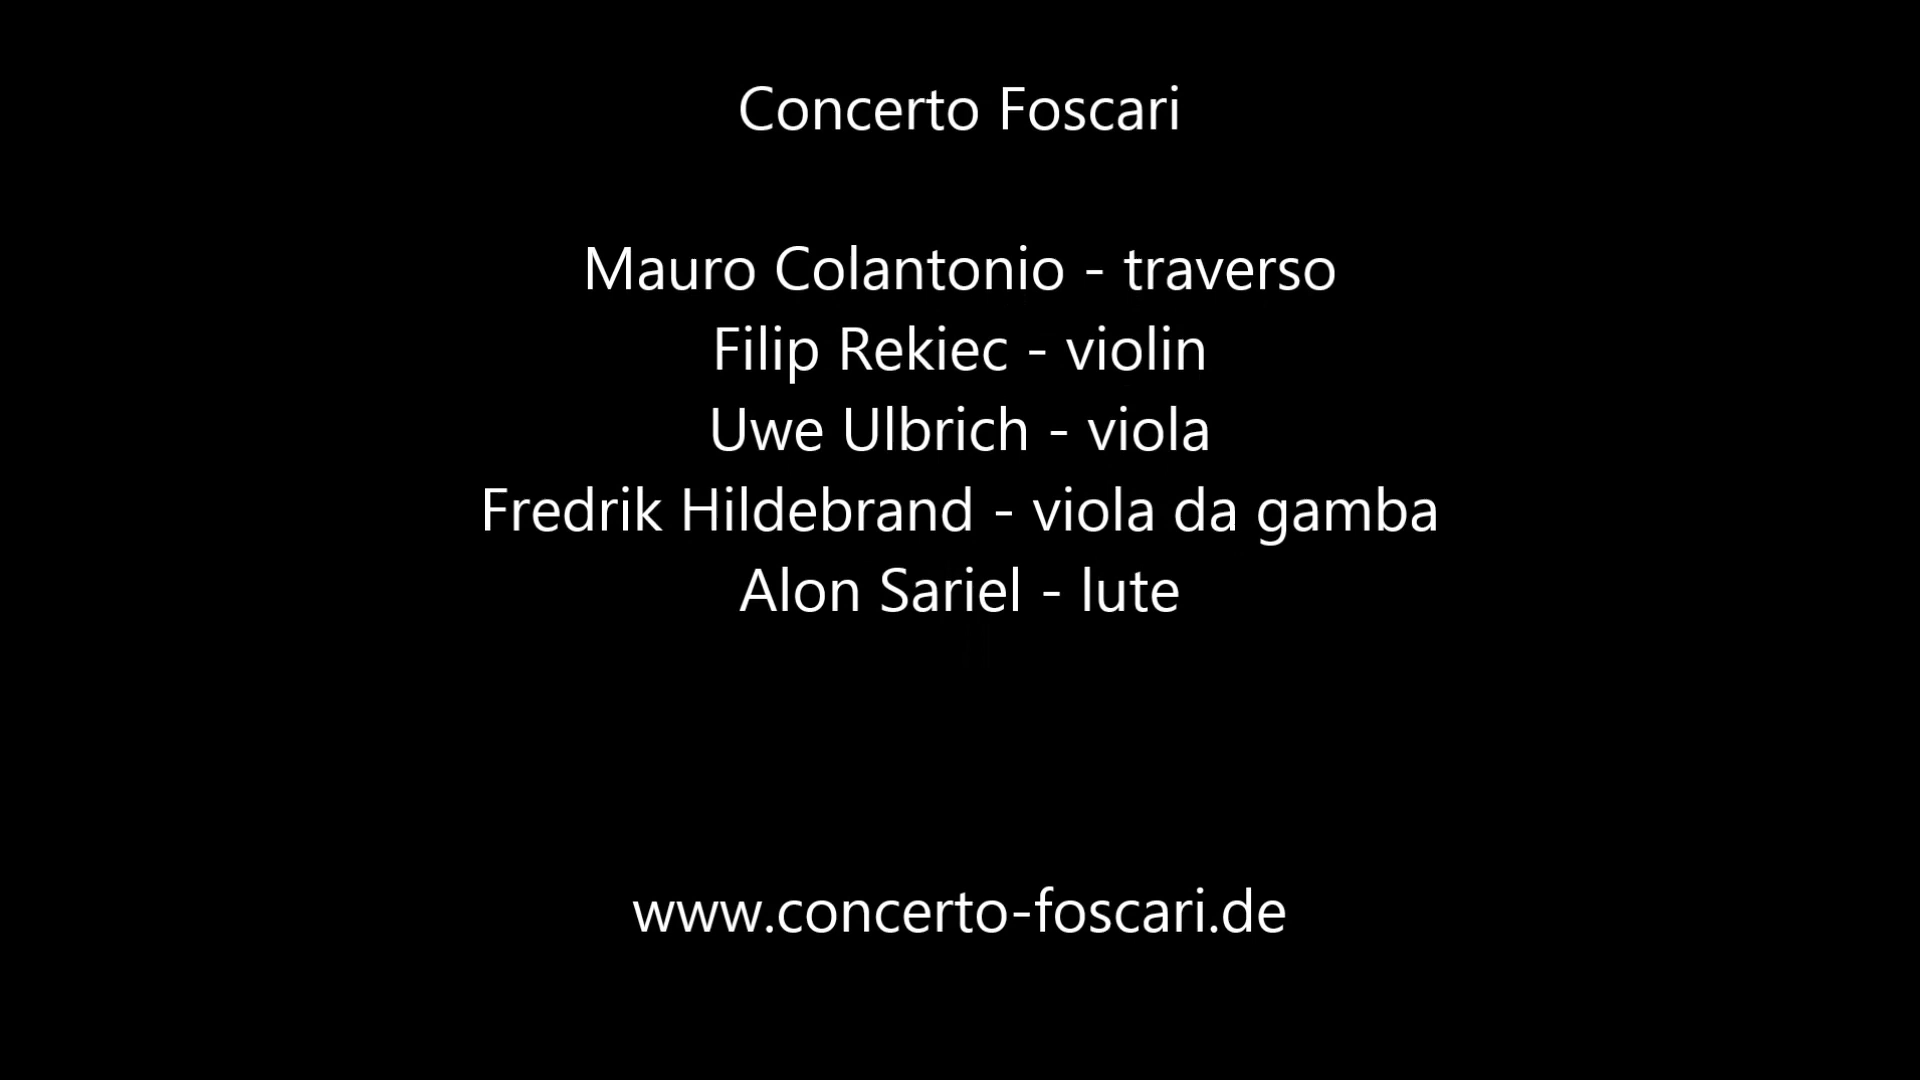 Concerto Foscari
Mauro Colantonio - traverso
Filip Rekiec - violin
Uwe Ulbrich - viola
Fredrik Hildebrand - viola da gamba
Alon Sariel - lute
www.concerto-foscari.de